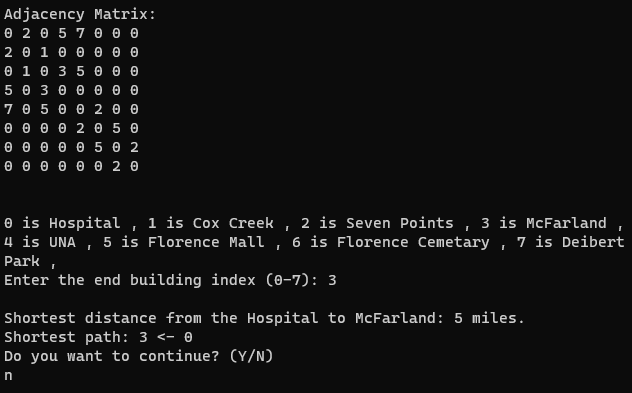 Adjacency Matrix:
0 2 0 5 7 0 0 0
2 0 1 0 0 0 0 0
0 1 0 3 5 0 0 0
5 0 3 0 0 0 0 0
7 0 5 0 0 2 0 0
0 0 0 0 2 0 5 0
0 0 0 0 0 5 0 2
0 0 0 0 0 0 2 0
0 is Hospital , 1 is Cox Creek , 2 is Seven Points , 3 is McFarland ,
4 is UNA , 5 is Florence Mall , 6 is Florence Cemetary , 7 is Deibert
Park ,
Enter the end building index (0-7): 3
Shortest distance from the Hospital to McFarland: 5 miles.
Shortest path: 3 <- 0
Do you want to continue? (Y/N)
n